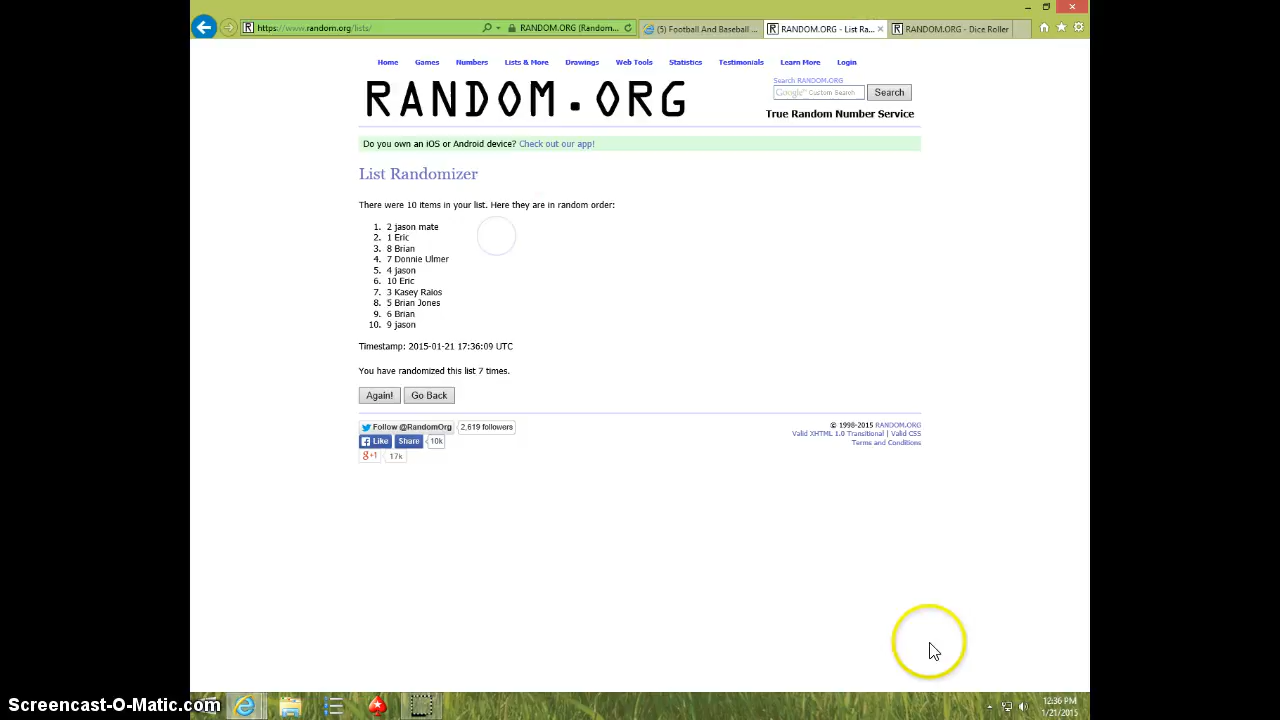 https://www.random.org/lists/
RANDOM.ORG (Random...
(5) Football And Baseball ...
RANDOM.ORG - List Ra...
RANDOM.ORG - Dice Roller
Home Games Numbers Lists & More Drawings Web Tools Statistics Testimonials Learn More Login
RANDOM.ORG
Search RANDOM.ORG
Google™ Custom Search
Search
True Random Number Service
Do you own an iOS or Android device? Check out our app!
List Randomizer
There were 10 items in your list. Here they are in random order:
1. 2 jason mate
2. 1 Eric
3. 8 Brian
4. 7 Donnie Ulmer
5. 4 jason
6. 10 Eric
7. 3 Kasey Ralos
8. 5 Brian Jones
9. 6 Brian
10. 9 jason
Timestamp: 2015-01-21 17:36:09 UTC
You have randomized this list 7 times.
Again! Go Back
Follow @RandomOrg 2,619 followers
Like Share 10k
g+1 17k
© 1998-2015 RANDOM.ORG
Valid XHTML 1.0 Transitional | Valid CSS
Terms and Conditions
12:36 PM
1/21/2015
Screencast-O-Matic.com